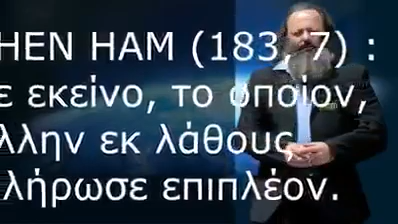 HEN HAM (183, 7) :
εκείνο, το οποίον,
λλην εκ λάθους
λήρωσε επιπλέον.